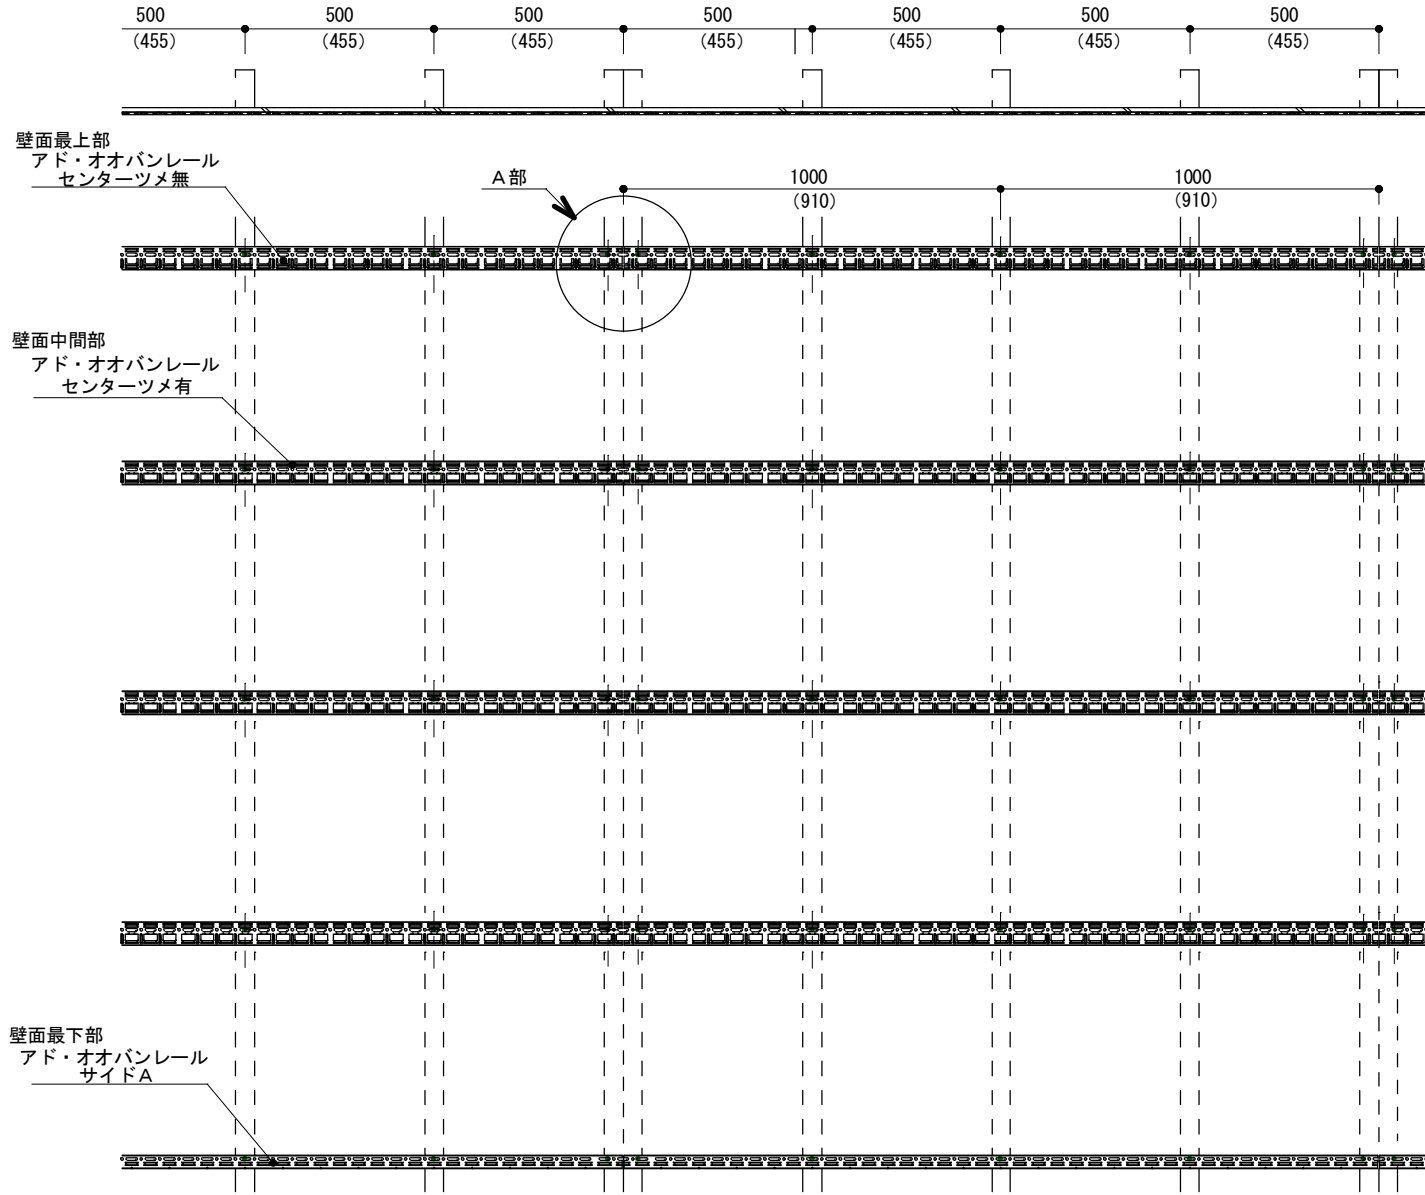 500 500 500 500 500 500 500
(455) (455) (455) (455) (455) (455) (455)
壁面最上部
アド・オオバンレール
センターツメ無
A部
1000 1000
(910) (910)
壁面中間部
アド・オオバンレール
センターツメ有
壁面最下部
アド・オオバンレール
サイドA